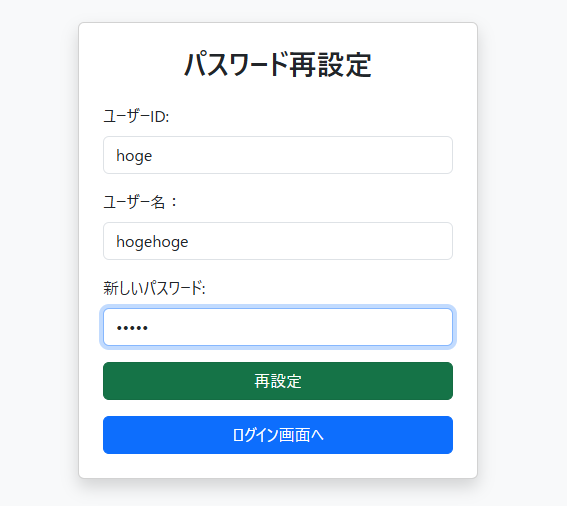 パスワード再設定
ユーザーID:
hoge
ユーザー名：
hogehoge
新しいパスワード:
•••••
再設定
ログイン画面へ